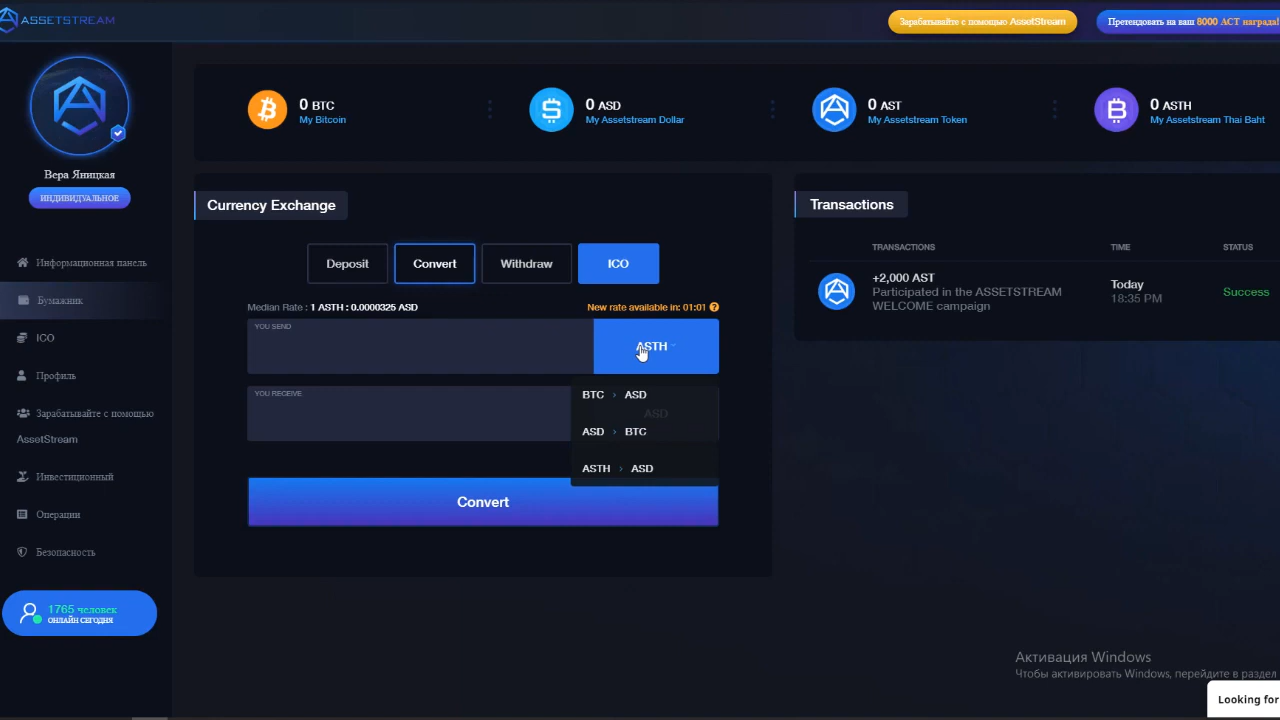 ASSETSTREAM
Зарабатывайте с помощью AssetStream
Претендовать на ваш 8000 ACT награда!
0 BTC
My Bitcoin
0 ASD
My Assetstream Dollar
0 AST
My Assetstream Token
0 ASTH
My Assetstream Thai Baht
Вера Яницкая
ИНДИВИДУАЛЬНОЕ
Информационная панель
Бумажник
ICO
Профиль
Зарабатывайте с помощью
AssetStream
Инвестиционный
Операции
Безопасность
1765 человек
ОНЛАЙН СЕГОДНЯ
Currency Exchange
Deposit
Convert
Withdraw
ICO
Median Rate : 1 ASTH : 0.0000325 ASD
New rate available in: 01:01
YOU SEND
ASTH
YOU RECEIVE
ASD
BTC > ASD
ASD > BTC
ASTH > ASD
Convert
Transactions
TRANSACTIONS
TIME
STATUS
+2,000 AST
Participated in the ASSETSTREAM
WELCOME campaign
Today
18:35 PM
Success
Активация Windows
Чтобы активировать Windows, перейдите в раздел
Looking for